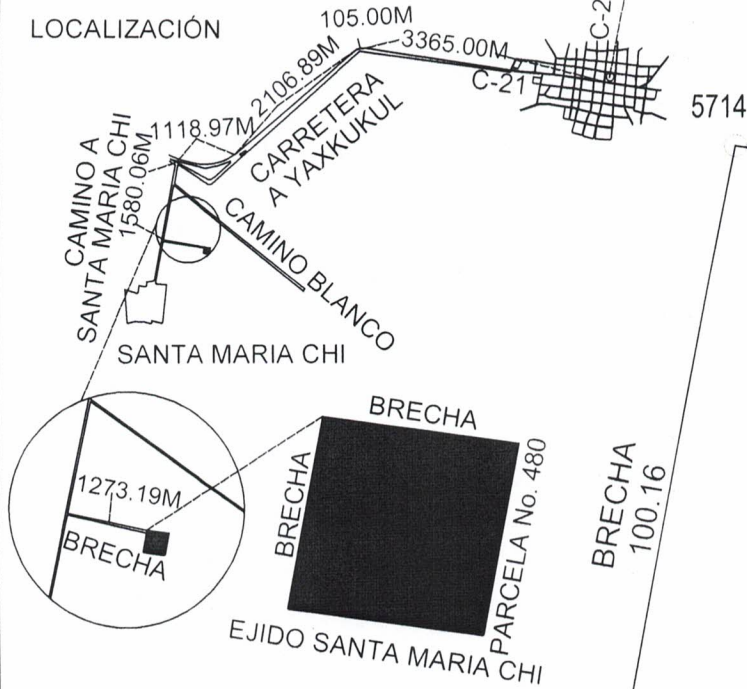 LOCALIZACIÓN
105.00M
3365.00M
C-2
C-21
5714
2106.89M
1118.97M
CARRETERA
A YAXKUKUL
CAMINO A
SANTA MARIA CHI
1580.06M
CAMINO BLANCO
SANTA MARIA CHI
BRECHA
BRECHA
PARCELA No. 480
EJIDO SANTA MARIA CHI
1273.19M
BRECHA
BRECHA
100.16